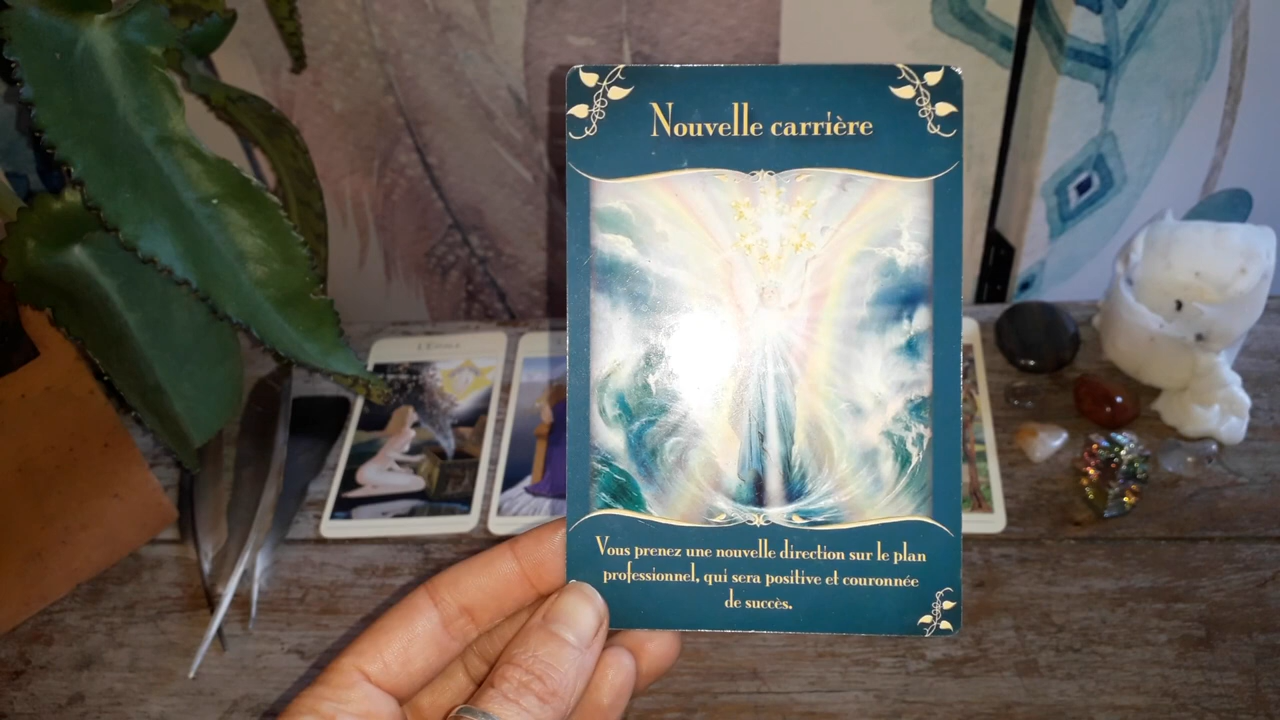 Nouvelle carrière
Vous prenez une nouvelle direction sur le plan
professionnel, qui sera positive et couronnée
de succès.